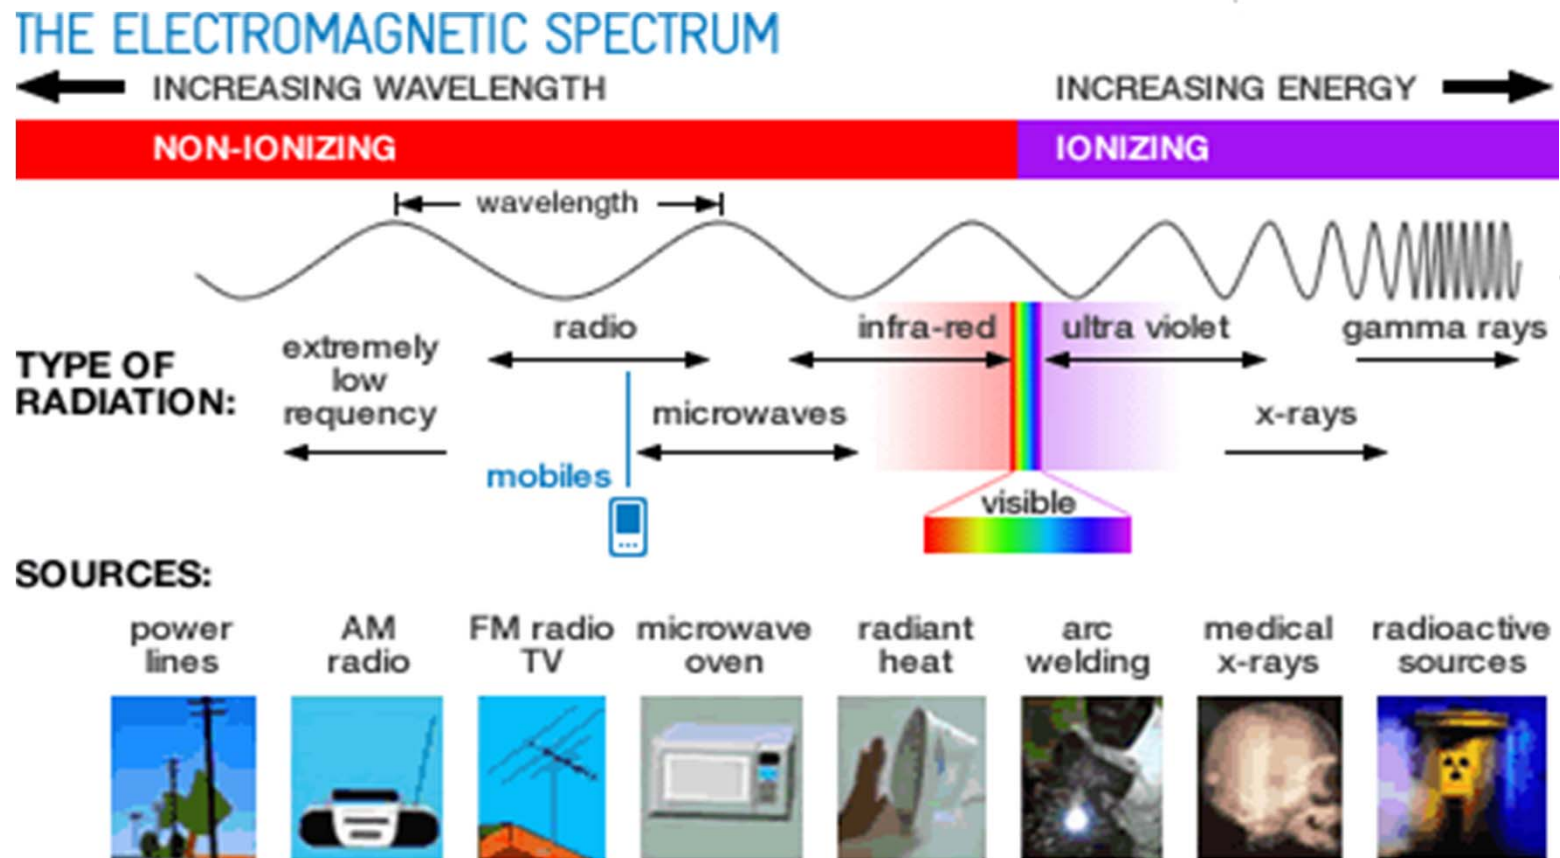 THE ELECTROMAGNETIC SPECTRUM
INCREASING WAVELENGTH
INCREASING ENERGY
NON-IONIZING
IONIZING
wavelength
TYPE OF
RADIATION:
extremely
low
requency
radio
mobiles
microwaves
infra-red
visible
ultra violet
x-rays
gamma rays
SOURCES:
power
lines
AM
radio
FM radio
TV
microwave
oven
radiant
heat
arc
welding
medical
x-rays
radioactive
sources